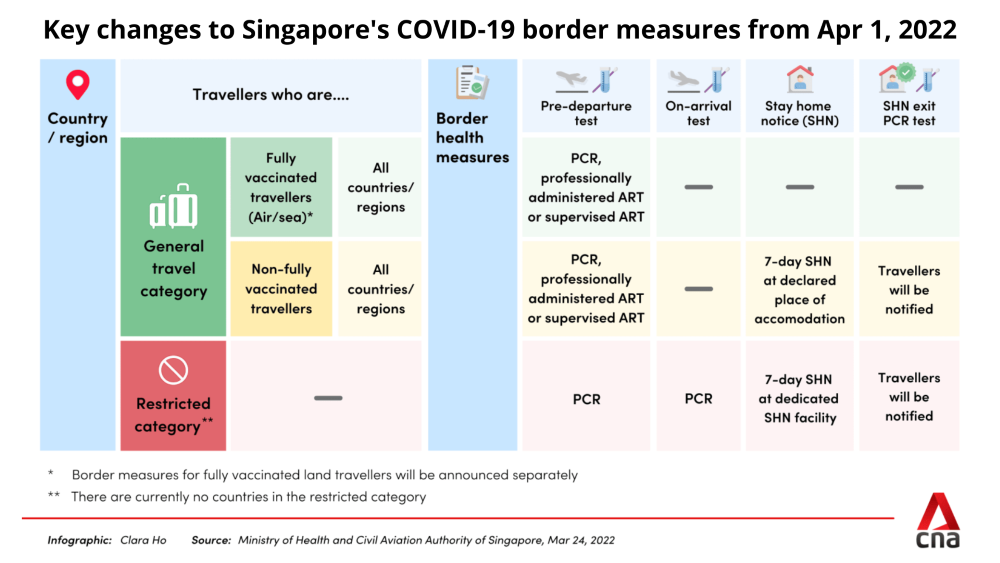 Key changes to Singapore's COVID-19 border measures from Apr 1, 2022
Country
/ region
Travellers who are....
Border
health
measures
Pre-departure
test
On-arrival
test
Stay home
notice (SHN)
SHN exit
PCR test
General
travel
category
Fully
vaccinated
travellers
(Air/sea)*
All
countries/
regions
PCR,
professionally
administered ART
or supervised ART
—
—
—
Non-fully
vaccinated
travellers
All
countries/
regions
PCR,
professionally
administered ART
or supervised ART
—
7-day SHN
at declared
place of
accomodation
Travellers
will be
notified
Restricted
category**
—
PCR
PCR
7-day SHN
at dedicated
SHN facility
Travellers
will be
notified
* Border measures for fully vaccinated land travellers will be announced separately
** There are currently no countries in the restricted category
Infographic: Clara Ho Source: Ministry of Health and Civil Aviation Authority of Singapore, Mar 24, 2022
cna